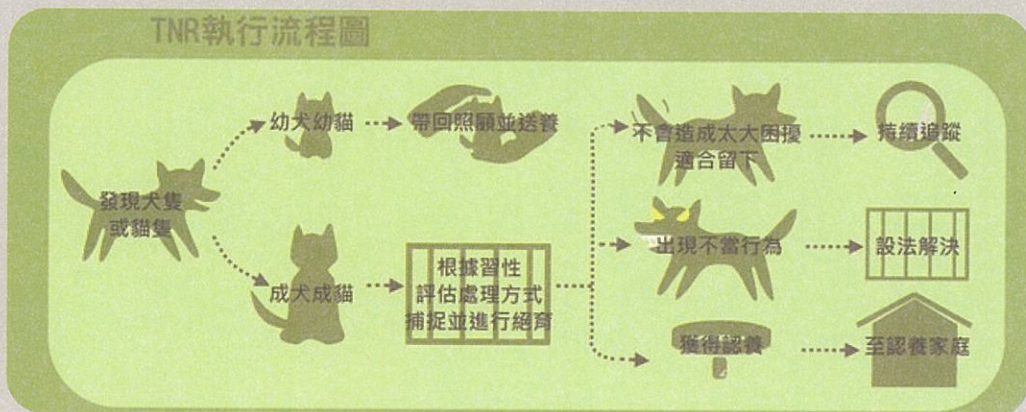 TNR執行流程圖
發現犬隻
或貓隻
幼犬幼貓
帶回照顧並送養
成犬成貓
根據習性
評估處理方式
捕捉並進行絕育
不會造成太大困擾
適合留下
持續追蹤
出現不當行為
設法解決
獲得認養
至認養家庭